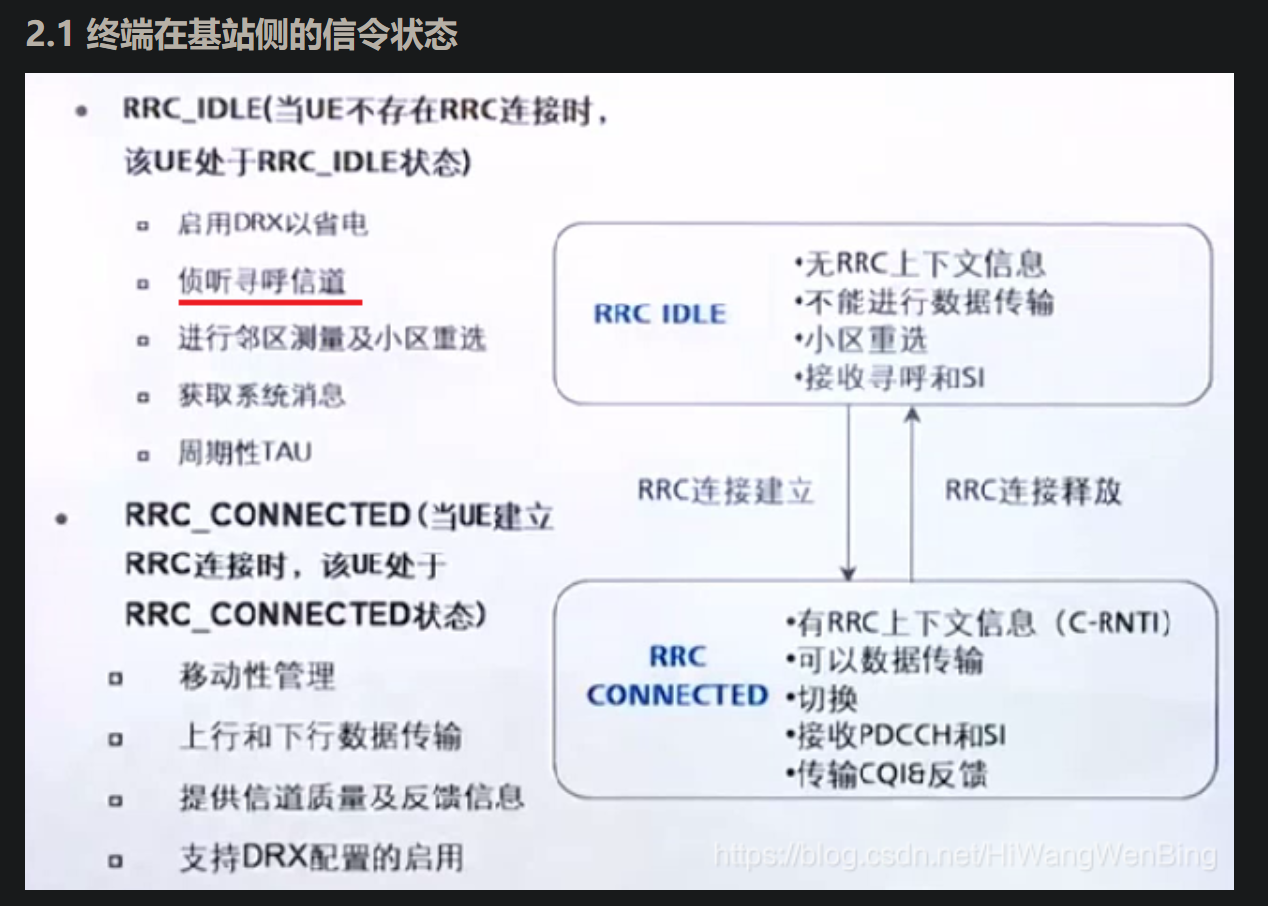 2.1 终端在基站侧的信令状态
• RRC_IDLE(当UE不存在RRC连接时，
该UE处于RRC_IDLE状态)
启用DRX以省电
侦听寻呼信道
进行邻区测量及小区重选
获取系统消息
周期性TAU
• RRC_CONNECTED(当UE建立
RRC连接时，该UE处于
RRC_CONNECTED状态)
移动性管理
上行和下行数据传输
提供信道质量及反馈信息
支持DRX配置的启用
RRC IDLE
•无RRC上下文信息
•不能进行数据传输
•小区重选
•接收寻呼和SI
RRC连接建立
RRC连接释放
RRC
CONNECTED
•有RRC上下文信息（C-RNTI）
•可以数据传输
•切换
•接收PDCCH和SI
•传输CQI&反馈
https://blog.csdn.net/HiWangWenBing